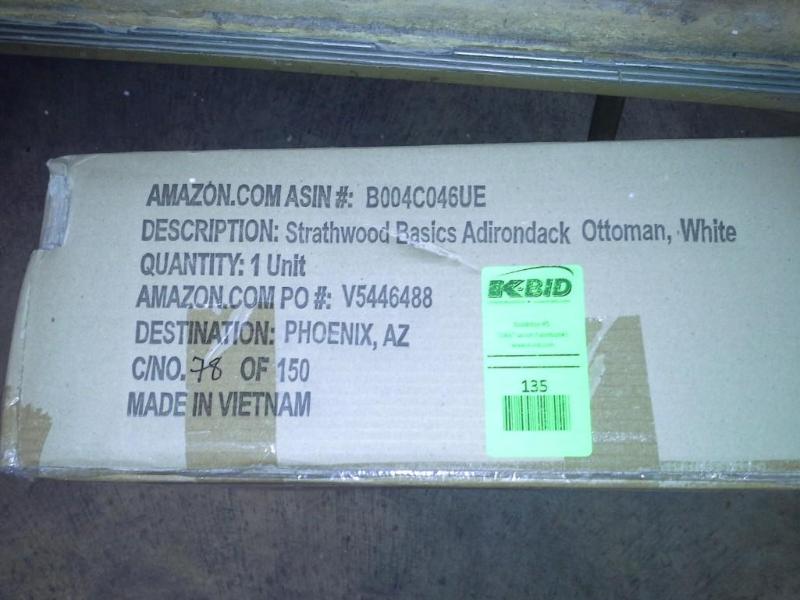 AMAZON.COM ASIN #: B004C046UE
DESCRIPTION: Strathwood Basics Adirondack Ottoman, White
QUANTITY: 1 Unit
AMAZON.COM PO #: V5446488
DESTINATION: PHOENIX, AZ
C/NO. 78 OF 150
MADE IN VIETNAM
K-BID
135